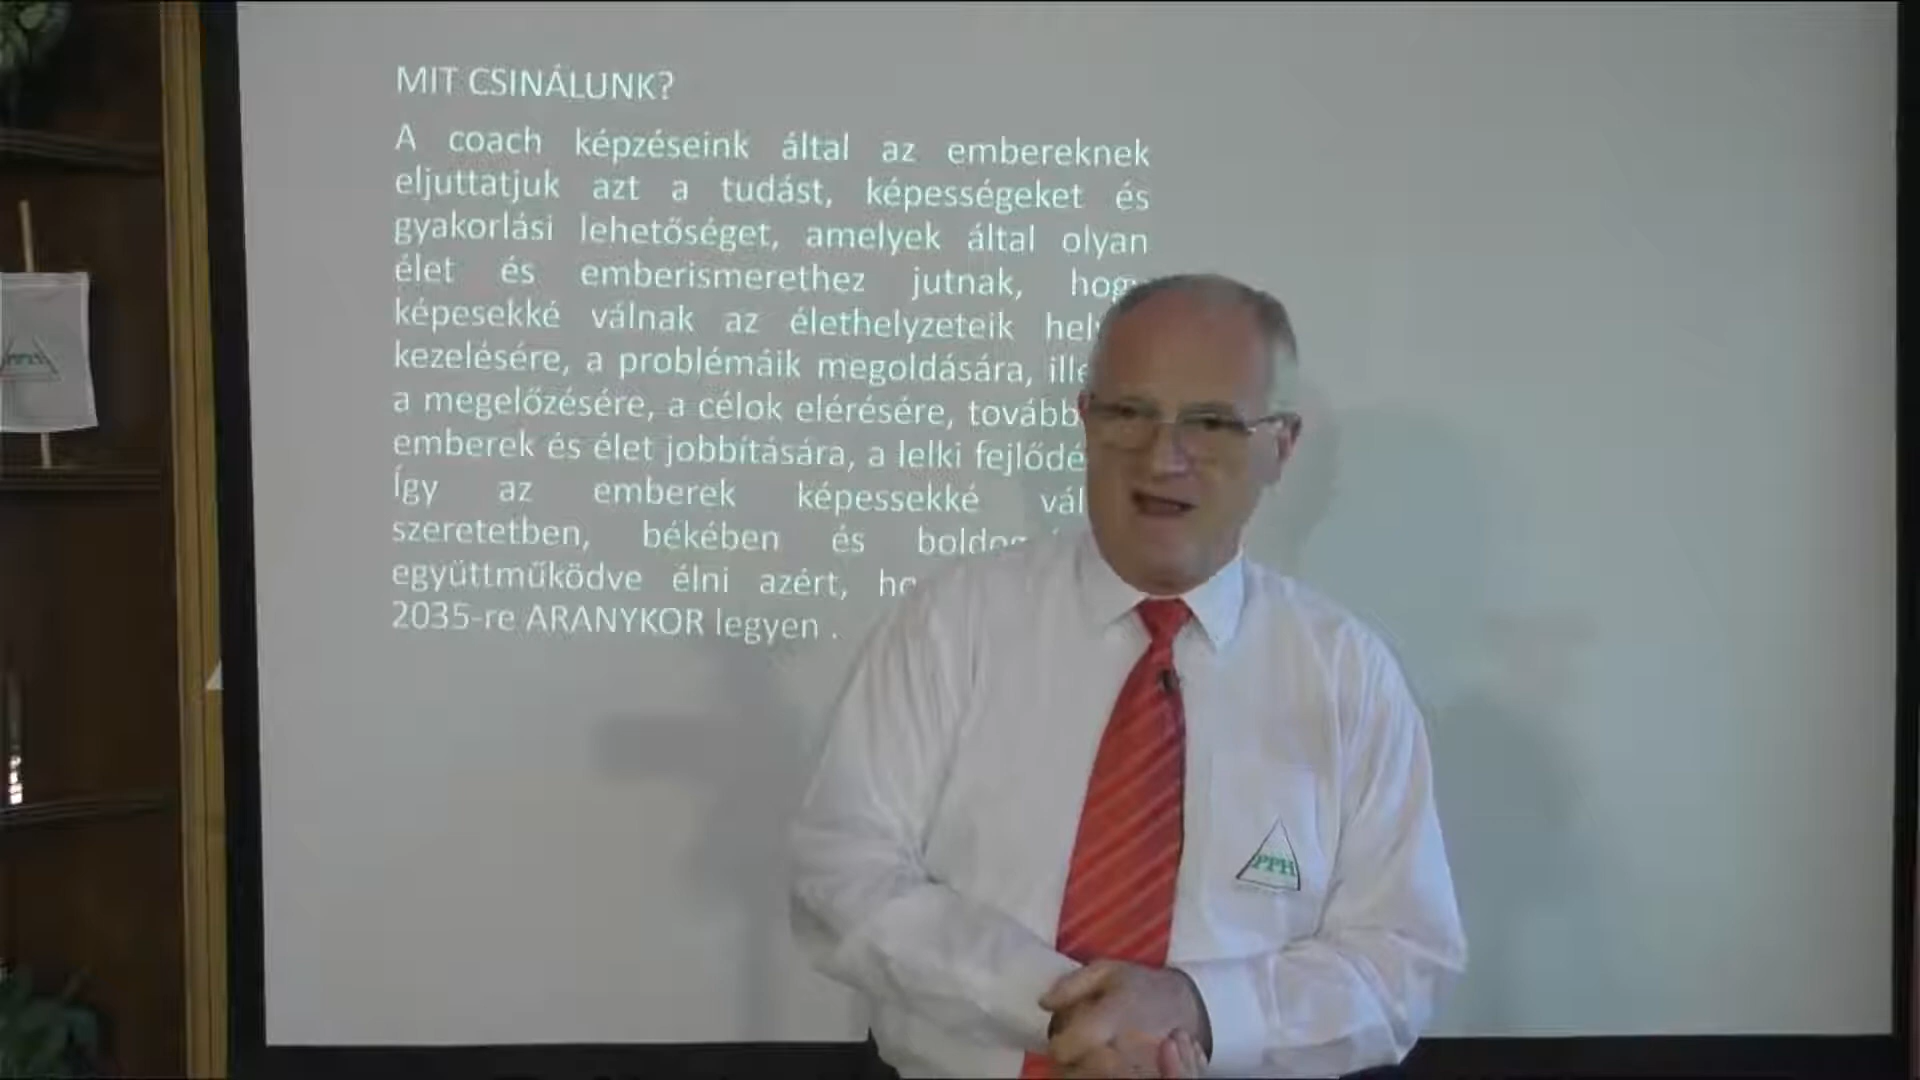 MIT CSINÁLUNK?
A coach képzéseink által az embereknek
eljuttatjuk azt a tudást, képességeket és
gyakorlási lehetőséget, amelyek által olyan
élet és emberismerethez jutnak,
képesekké válnak az élethelyzeteik
kezelésére, a problémáik megoldására,
a megelőzésére, a célok elérésére,
emberek és élet jobbítására, a lelki
Így az emberek képessekké
szeretetben, békében és
együttműködve élni azért,
2035-re ARANYKOR legyen .
PPH